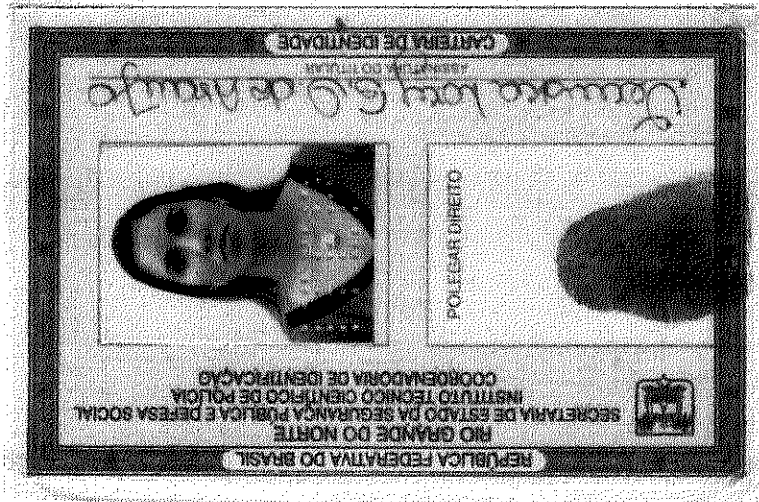 REPÚBLICA FEDERATIVA DO BRASIL
RIO GRANDE DO NORTE
SECRETARIA DE ESTADO DA SEGURANÇA PÚBLICA E DEFESA SOCIAL
INSTITUTO TÉCNICO CIENTÍFICO DE POLÍCIA
COORDENADORIA DE IDENTIFICAÇÃO
POLEGAR DIREITO
ASSINATURA DO TITULAR
CARTEIRA DE IDENTIDADE